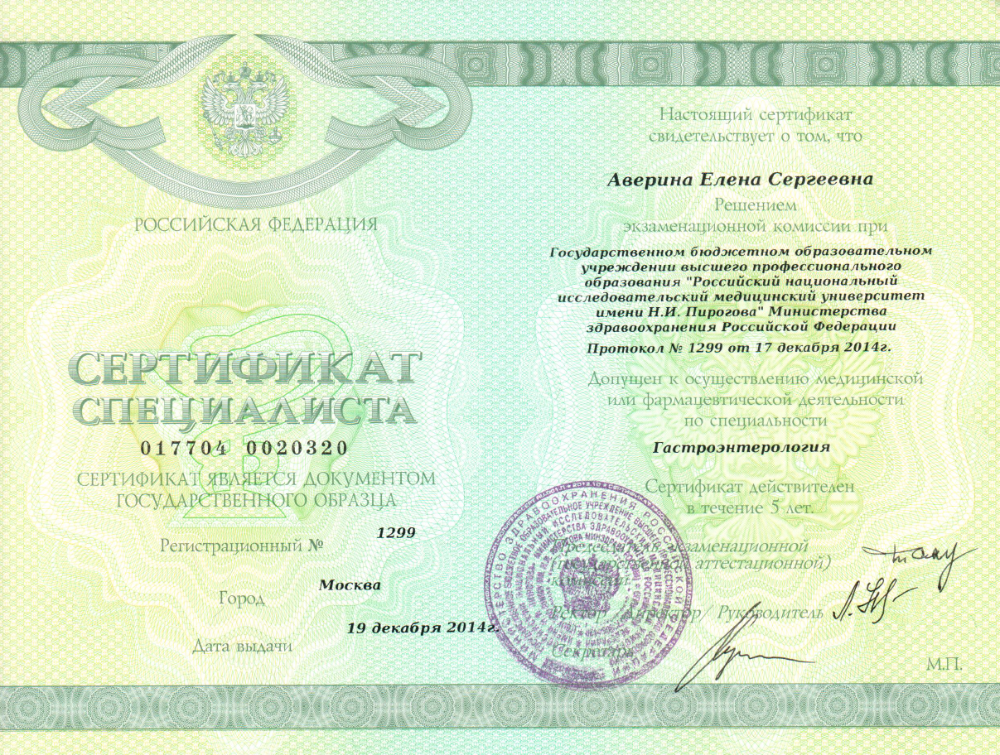 РОССИЙСКАЯ ФЕДЕРАЦИЯ
СЕРТИФИКАТ
СПЕЦИАЛИСТА
017704 0020320
СЕРТИФИКАТ ЯВЛЯЕТСЯ ДОКУМЕНТОМ
ГОСУДАРСТВЕННОГО ОБРАЗЦА
Регистрационный № 1299
Город Москва
Дата выдачи 19 декабря 2014г.
Настоящий сертификат
свидетельствует о том, что
Аверина Елена Сергеевна
Решением
экзаменационной комиссии при
Государственном бюджетном образовательном
учреждении высшего профессионального
образования "Российский национальный
исследовательский медицинский университет
имени Н.И. Пирогова" Министерства
здравоохранения Российской Федерации
Протокол № 1299 от 17 декабря 2014г.
Допущен к осуществлению медицинской
или фармацевтической деятельности
по специальности
Гастроэнтерология
Сертификат действителен
в течение 5 лет.
Председатель экзаменационной
(государственной аттестационной)
комиссии
Ректор /Директор/ Руководитель
Секретарь
М.П.
МИНИСТЕРСТВО ЗДРАВООХРАНЕНИЯ РОССИЙСКОЙ ФЕДЕРАЦИИ